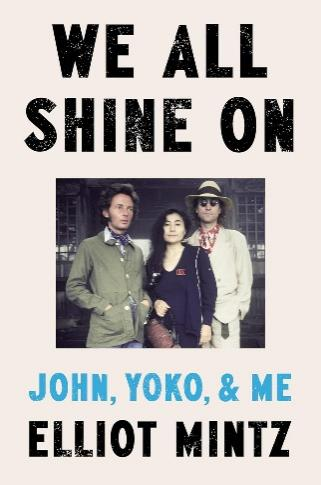 WE ALL
SHINE ON
JOHN, YOKO, & ME
ELLIOT MINTZ